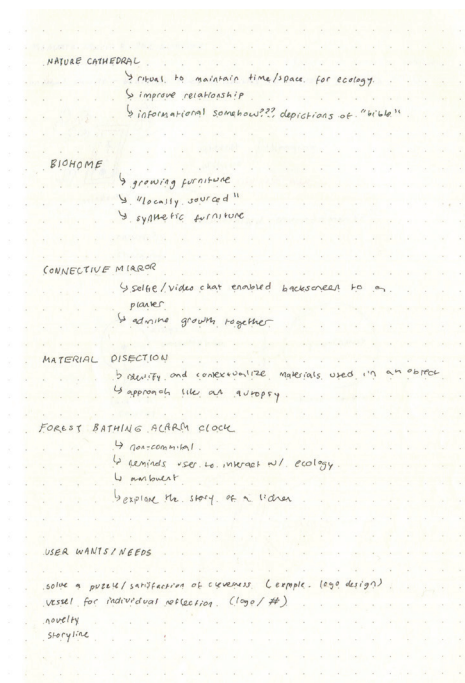 NATURE CATHEDRAL
↳ ritual to maintain time/space for ecology
↳ improve relationship
↳ informational somehow??? depictions of "bible"
BIOHOME
↳ growing furniture
↳ "locally sourced"
↳ synthetic furniture
CONNECTIVE MIRROR
↳ selfie/video chat enabled backscreen to a
planter
↳ admire growth together
MATERIAL DISECTION
↳ identify and contextualize materials used in an object
↳ approach like an autopsy
FOREST BATHING ALARM CLOCK
↳ non-commital
↳ reminds user to interact w/ ecology
↳ ambient
↳ explore the story of a lichen
USER WANTS/NEEDS
solve a puzzle/satisfaction of cleverness (example. logo design)
vessel for individual reflection (logo/#)
novelty
storyline